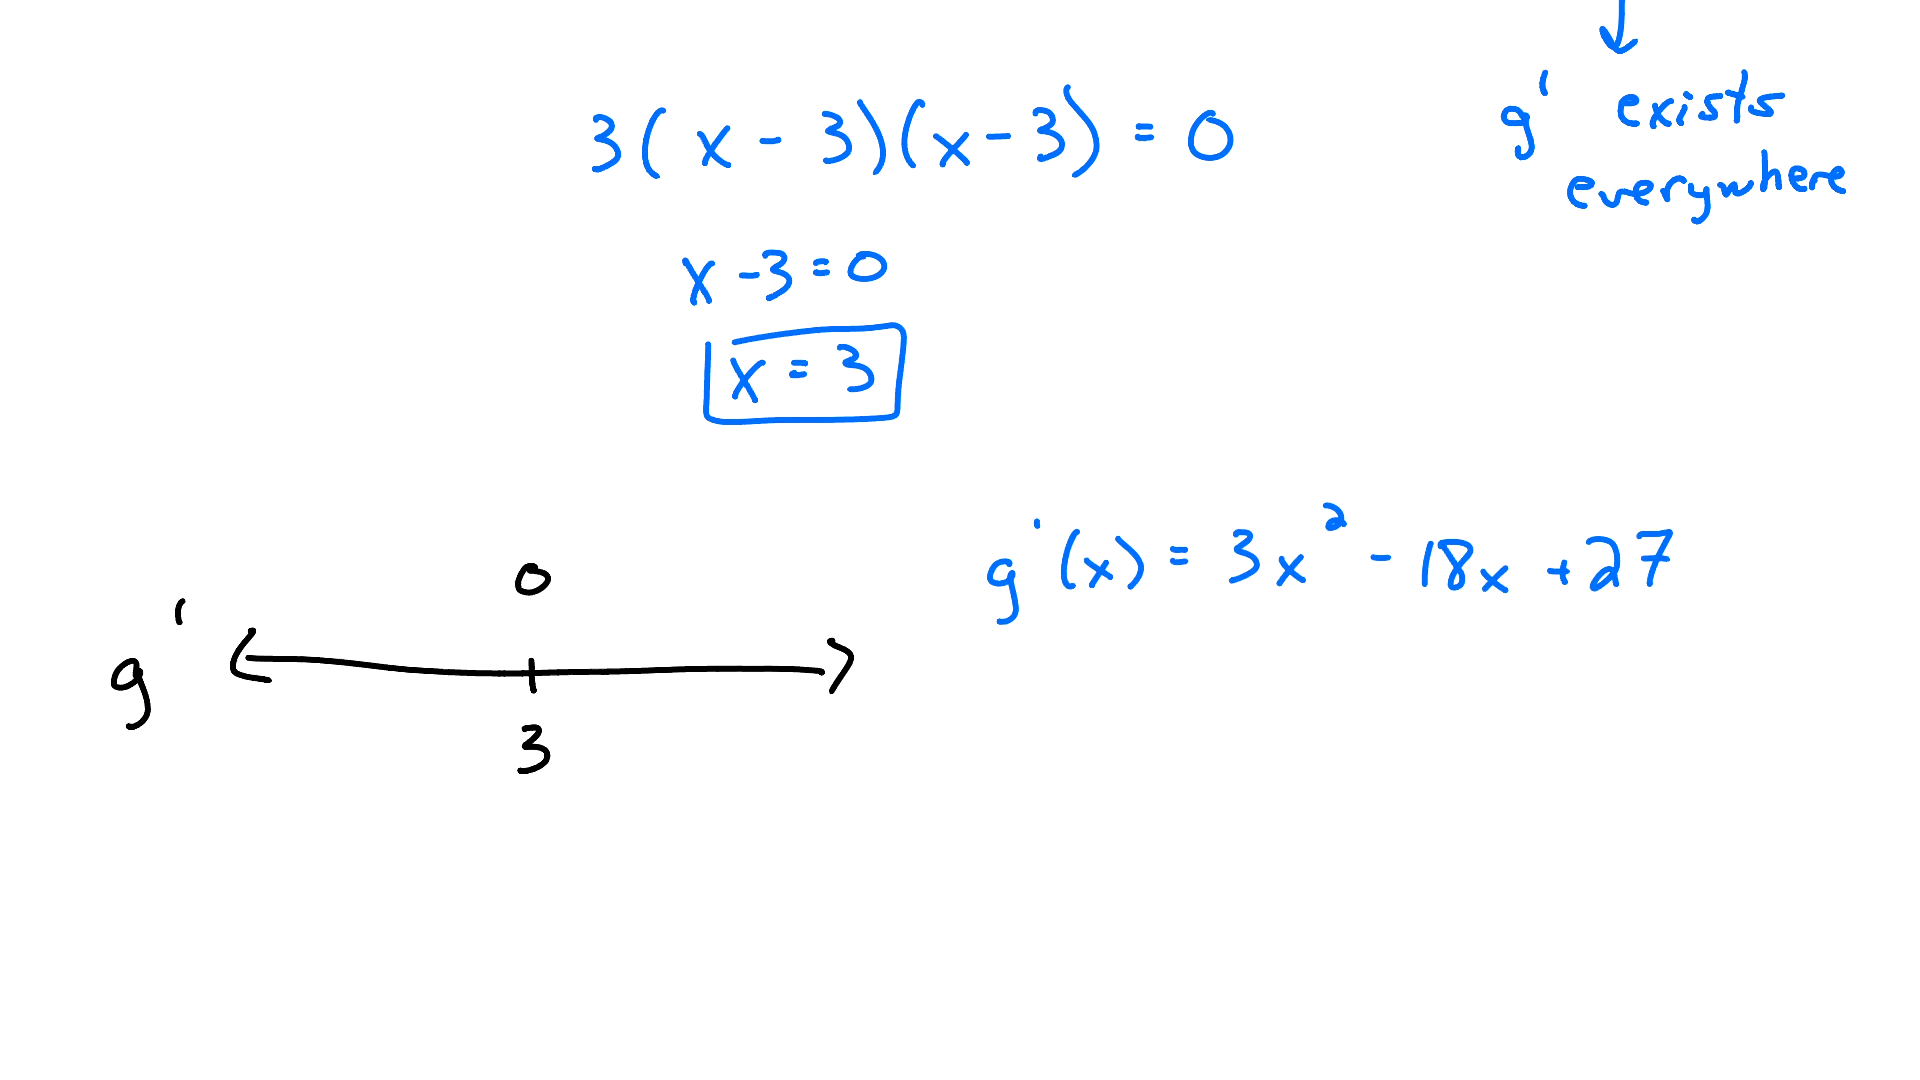 3(x - 3)(x - 3) = 0
g' exists
everywhere
x - 3 = 0
x = 3
g'(x) = 3x² - 18x + 27
0
g'
3